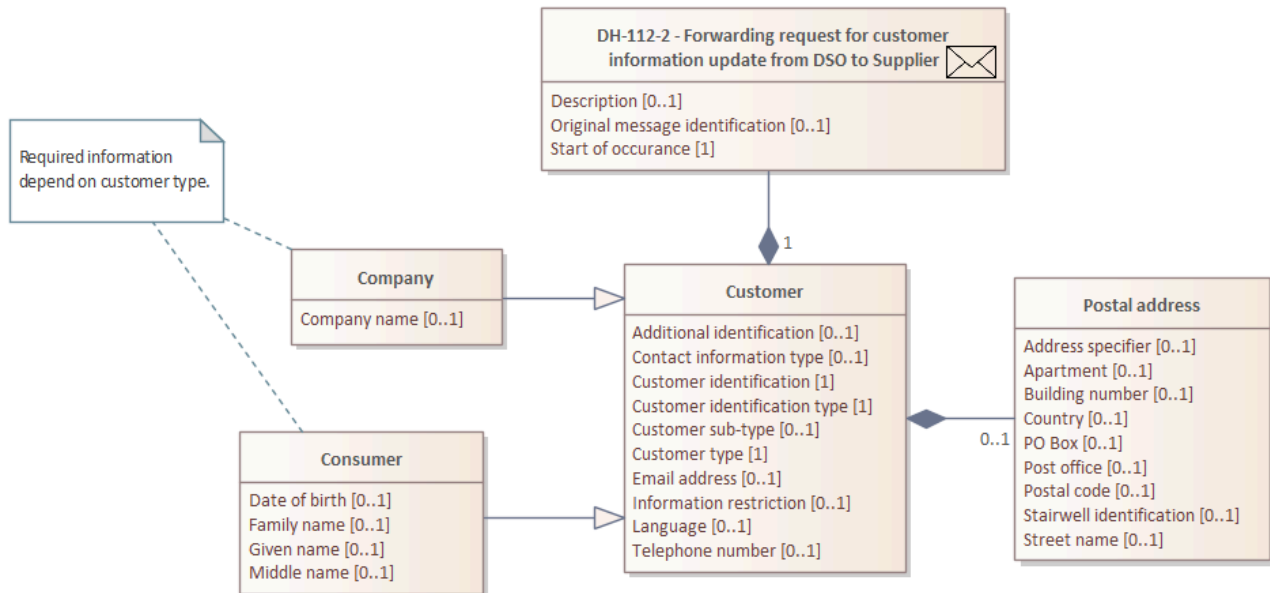 DH-112-2 - Forwarding request for customer
information update from DSO to Supplier
Description [0..1]
Original message identification [0..1]
Start of occurance [1]
Required information
depend on customer type.
1
Company
Company name [0..1]
Customer
Additional identification [0..1]
Contact information type [0..1]
Customer identification [1]
Customer identification type [1]
Customer sub-type [0..1]
Customer type [1]
Email address [0..1]
Information restriction [0..1]
Language [0..1]
Telephone number [0..1]
0..1
Postal address
Address specifier [0..1]
Apartment [0..1]
Building number [0..1]
Country [0..1]
PO Box [0..1]
Post office [0..1]
Postal code [0..1]
Stairwell identification [0..1]
Street name [0..1]
Consumer
Date of birth [0..1]
Family name [0..1]
Given name [0..1]
Middle name [0..1]